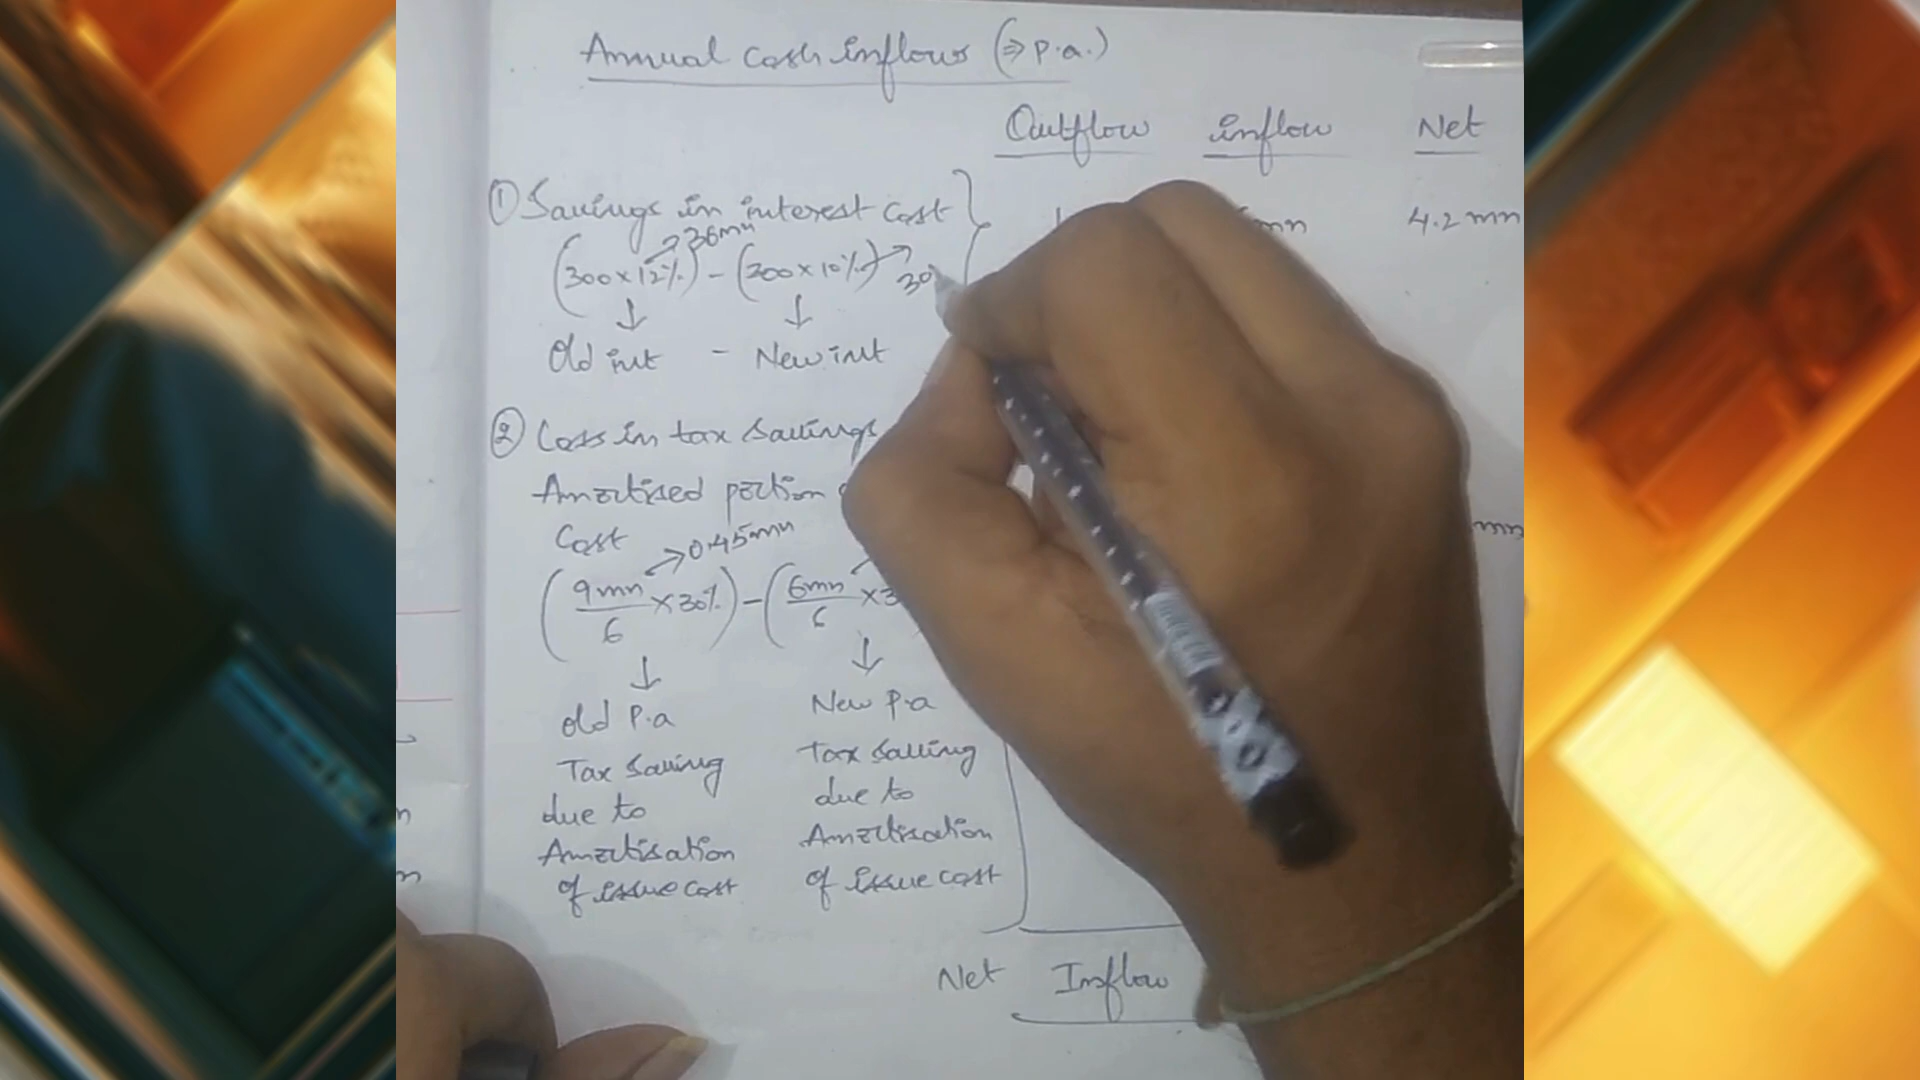 Annual Cash inflows (⇒ p.a.)
Outflow inflow Net
① Savings in interest cost
36mn
mn 4.2 mn
(300 x 12%) - (300 x 10%) → 30
↓ ↓
Old int - New int
② Loss in tax savings
Amortised portion
Cost → 0.45mn
mn
(9mn/6 x 30%) - (6mn/6 x 3
↓ ↓
Old P.a New P.a
Tax Saving Tax Saving
due to due to
Amortisation Amortisation
of issue cost of issue cost
Net Inflow